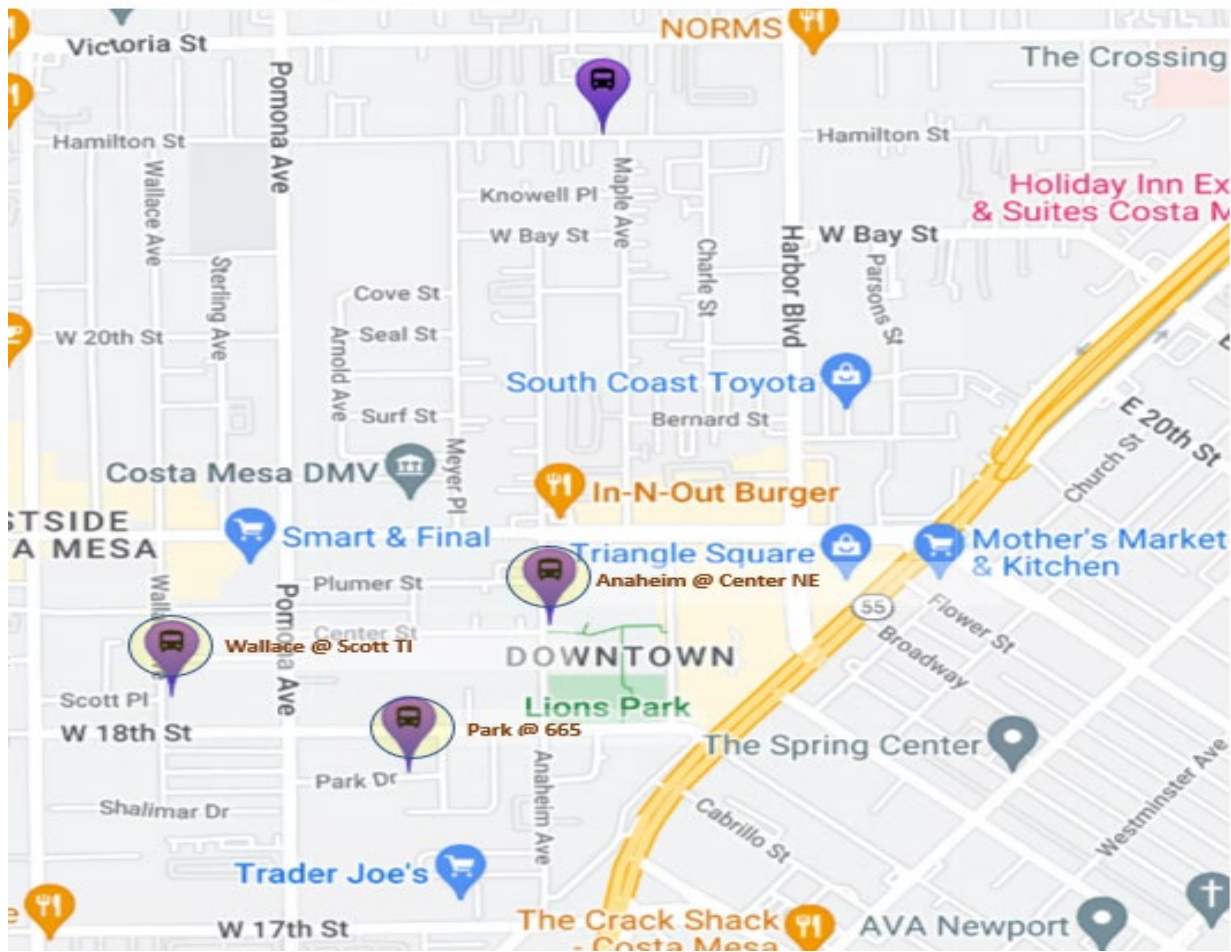 NORMS
Victoria St
The Crossing
Pomona Ave
Hamilton St
Hamilton St
Wallace Ave
Maple Ave
Knowell Pl
Holiday Inn Ex
& Suites Costa M
W Bay St
W Bay St
Harbor Blvd
Charle St
Parsons St
Sterling Ave
Cove St
W 20th St
Seal St
Arnold Ave
South Coast Toyota
Surf St
Bernard St
E 20th St
Church St
Meyer Pl
Costa Mesa DMV
In-N-Out Burger
STSIDE
A MESA
Smart & Final
Triangle Square
Mother's Market
& Kitchen
Plumer St
Anaheim @ Center NE
Pomona Ave
55
Flower St
Broadway
Center St
Wallace @ Scott TI
DOWNTOWN
Scott Pl
Lions Park
W 18th St
Park @ 665
The Spring Center
Anaheim Ave
Park Dr
Westminster Ave
Shalimar Dr
Cabrillo St
Trader Joe's
W 17th St
The Crack Shack
- Costa Mesa
AVA Newport